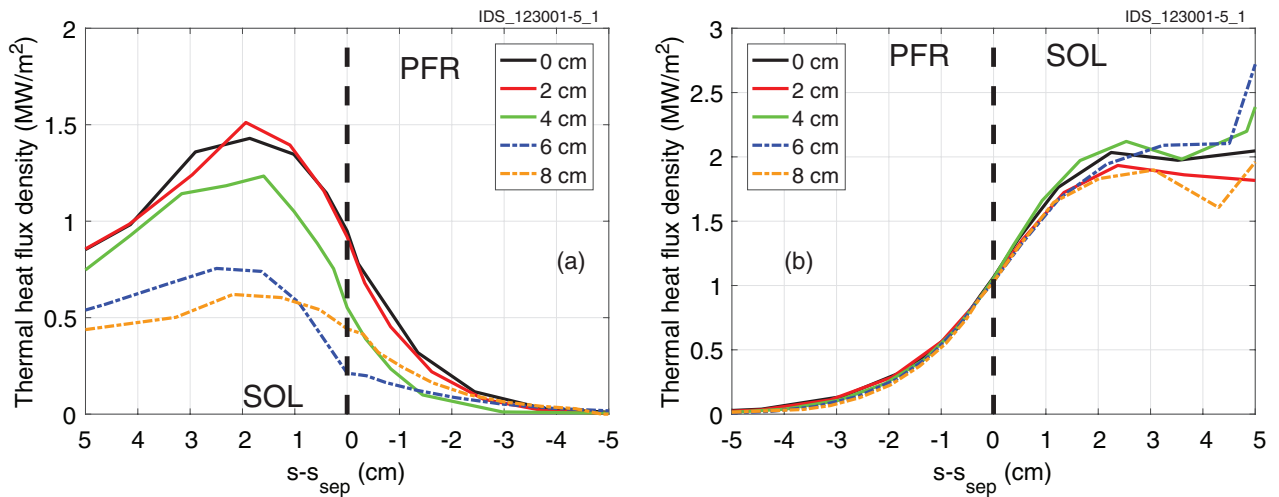 IDS_123001-5_1
Thermal heat flux density (MW/m²)
2
1.5
1
0.5
0
PFR
0 cm
2 cm
4 cm
6 cm
8 cm
(a)
SOL
5 4 3 2 1 0 -1 -2 -3 -4 -5
s-s_sep (cm)
IDS_123001-5_1
Thermal heat flux density (MW/m²)
3
2.5
2
1.5
1
0.5
0
0 cm
2 cm
4 cm
6 cm
8 cm
PFR
SOL
(b)
-5 -4 -3 -2 -1 0 1 2 3 4 5
s-s_sep (cm)